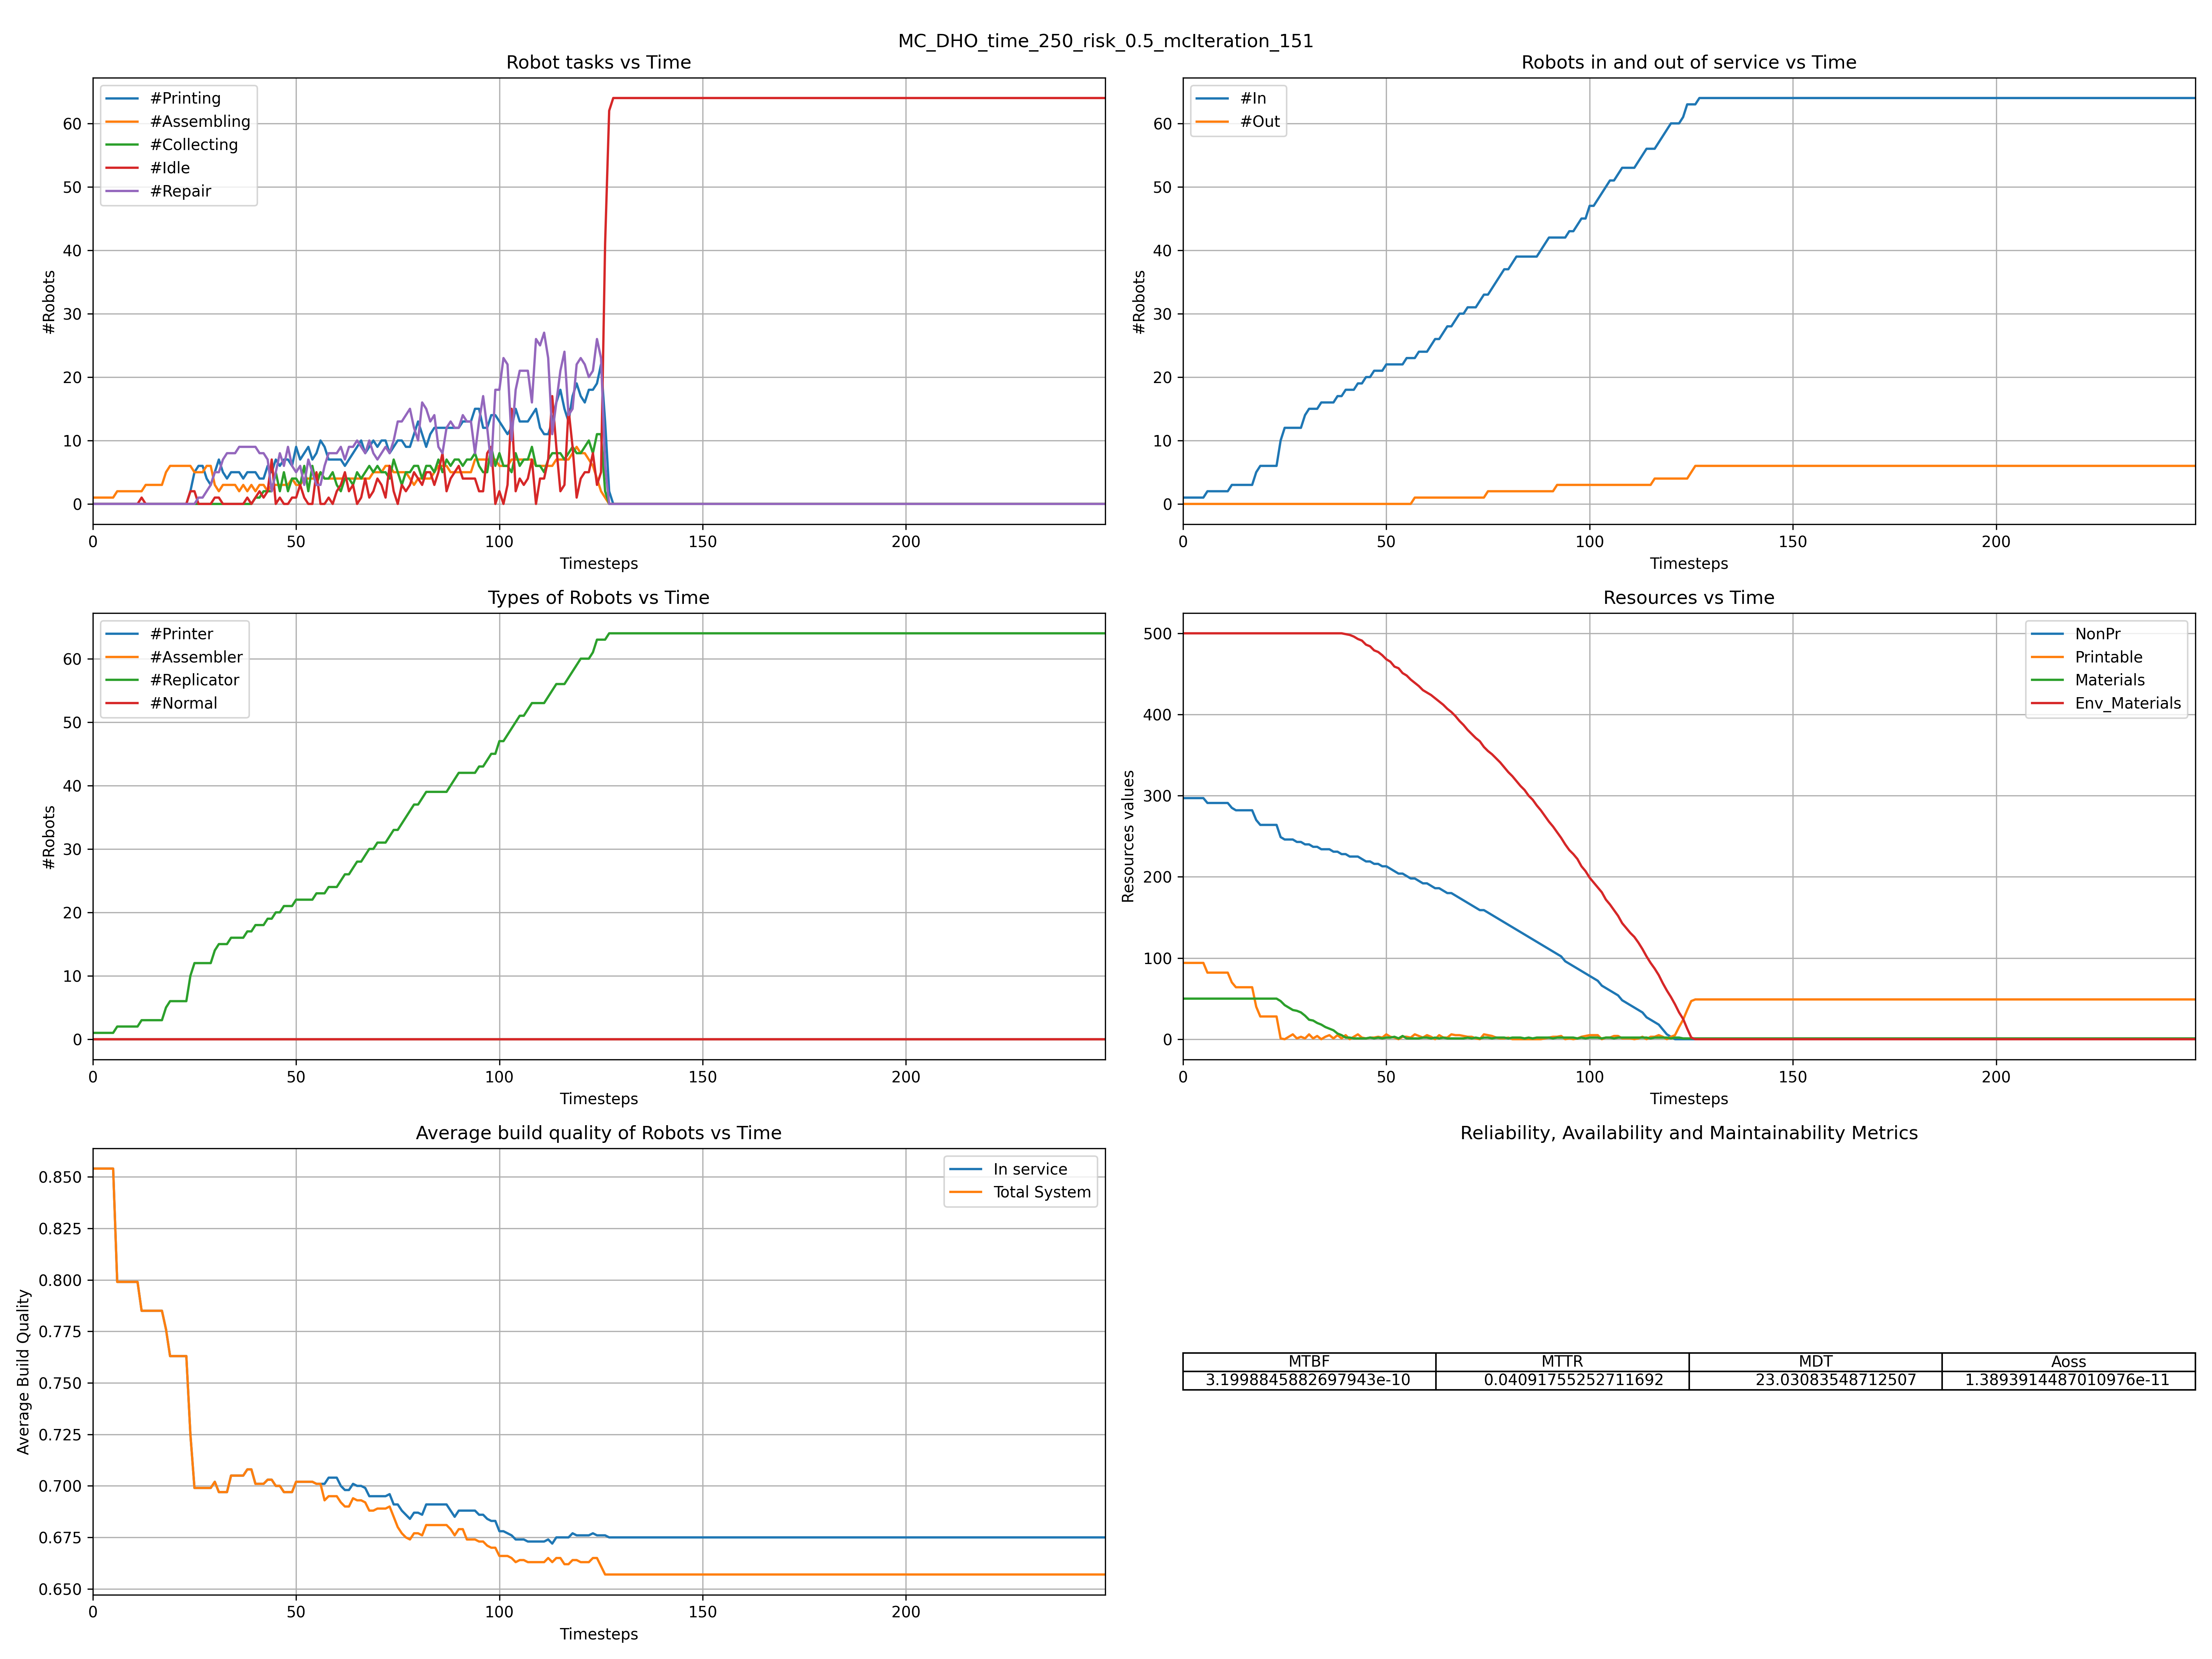 MC_DHO_time_250_risk_0.5_mcIteration_151
Robot tasks vs Time
#Printing
#Assembling
#Collecting
#Idle
#Repair
#Robots
60
50
40
30
20
10
0
0 50 100 150 200
Timesteps
Robots in and out of service vs Time
#In
#Out
#Robots
60
50
40
30
20
10
0
0 50 100 150 200
Timesteps
Types of Robots vs Time
#Printer
#Assembler
#Replicator
#Normal
#Robots
60
50
40
30
20
10
0
0 50 100 150 200
Timesteps
Resources vs Time
NonPr
Printable
Materials
Env_Materials
Resources values
500
400
300
200
100
0
0 50 100 150 200
Timesteps
Average build quality of Robots vs Time
In service
Total System
Average Build Quality
0.850
0.825
0.800
0.775
0.750
0.725
0.700
0.675
0.650
0 50 100 150 200
Timesteps
Reliability, Availability and Maintainability Metrics
MTBF MTTR MDT Aoss
3.1998845882697943e-10 0.04091755252711692 23.03083548712507 1.3893914487010976e-11